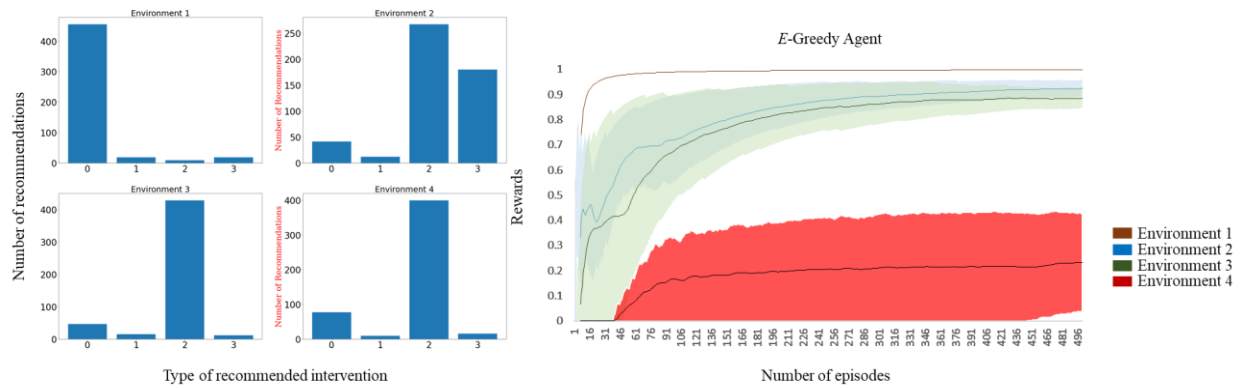 Environment 1
Number of recommendations
400
300
200
100
0
0 1 2 3
Environment 2
Number of Recommendations
250
200
150
100
50
0
0 1 2 3
Environment 3
400
300
200
100
0
0 1 2 3
Environment 4
Number of Recommendations
400
300
200
100
0
0 1 2 3
Type of recommended intervention
E-Greedy Agent
Rewards
1
0.9
0.8
0.7
0.6
0.5
0.4
0.3
0.2
0.1
0
1 16 31 46 61 76 91 106 121 136 151 166 181 196 211 226 241 256 271 286 301 316 331 346 361 376 391 406 421 436 451 466 481 496
Number of episodes
Environment 1
Environment 2
Environment 3
Environment 4